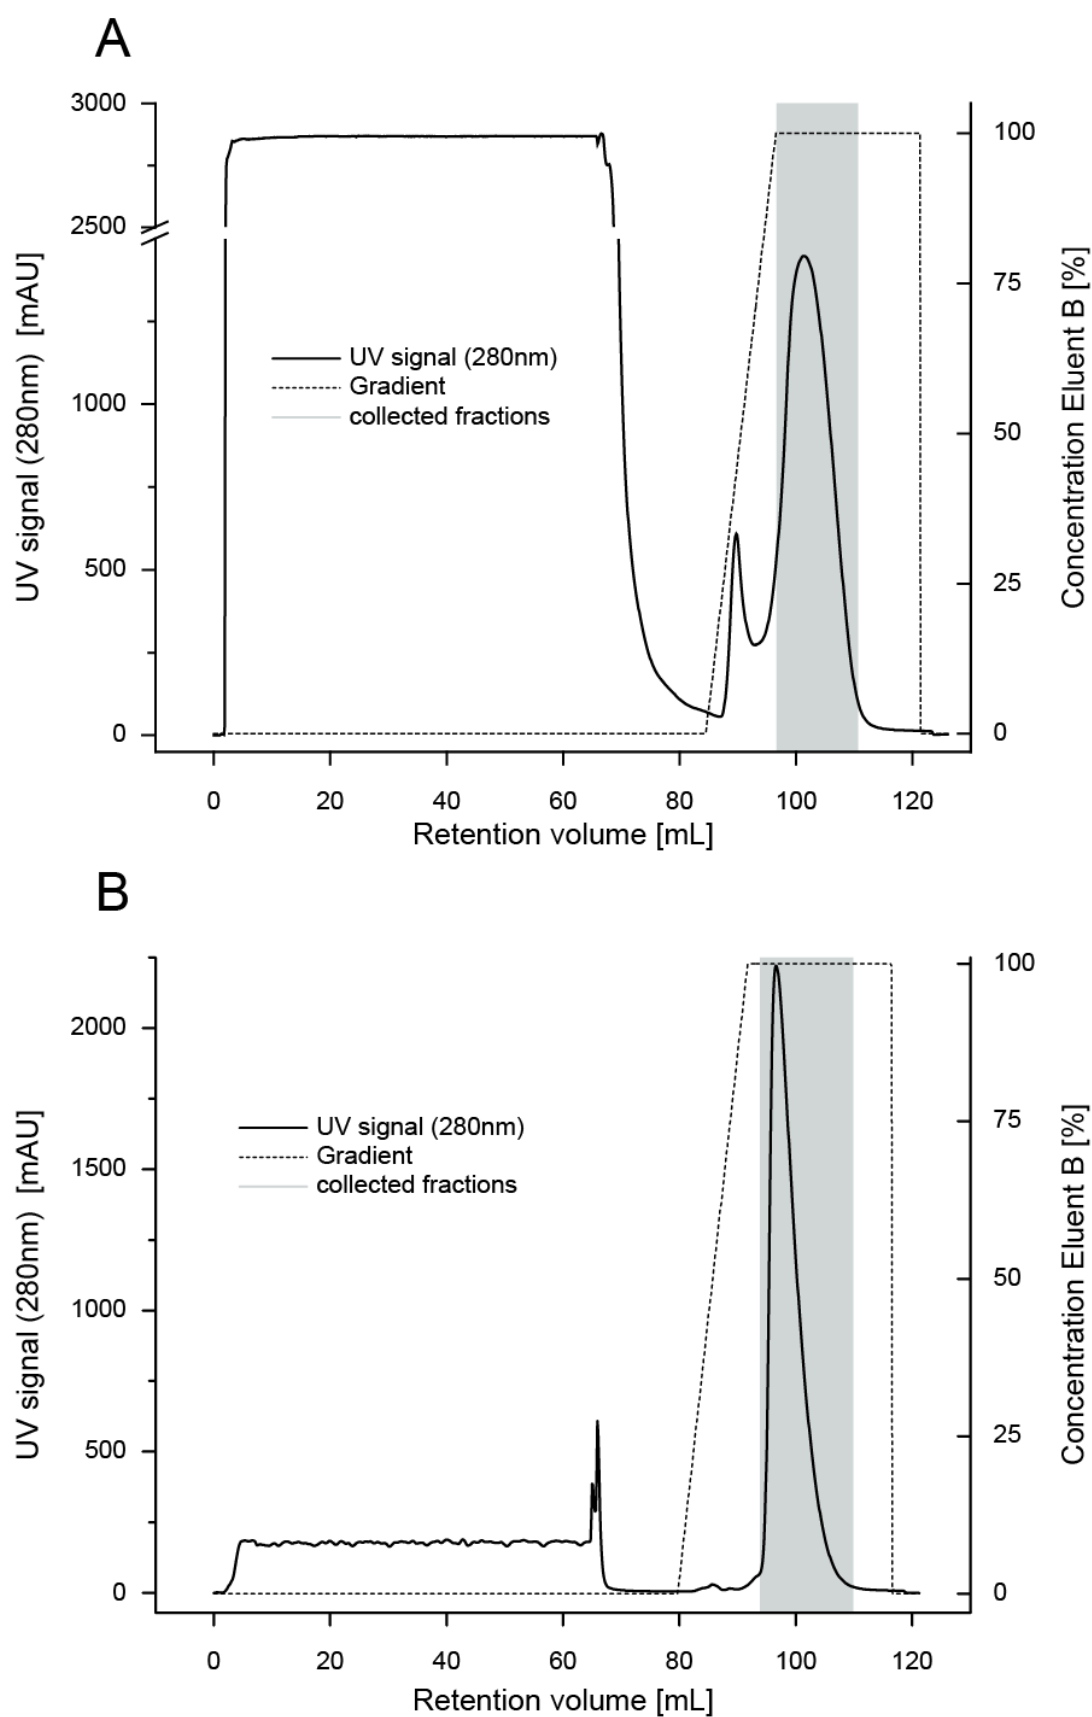 A
3000
2500
1000
500
0
UV signal (280nm) [mAU]
UV signal (280nm)
Gradient
collected fractions
100
75
50
25
0
Concentration Eluent B [%]
0 20 40 60 80 100 120
Retention volume [mL]
B
2000
1500
1000
500
0
UV signal (280nm) [mAU]
UV signal (280nm)
Gradient
collected fractions
100
75
50
25
0
Concentration Eluent B [%]
0 20 40 60 80 100 120
Retention volume [mL]